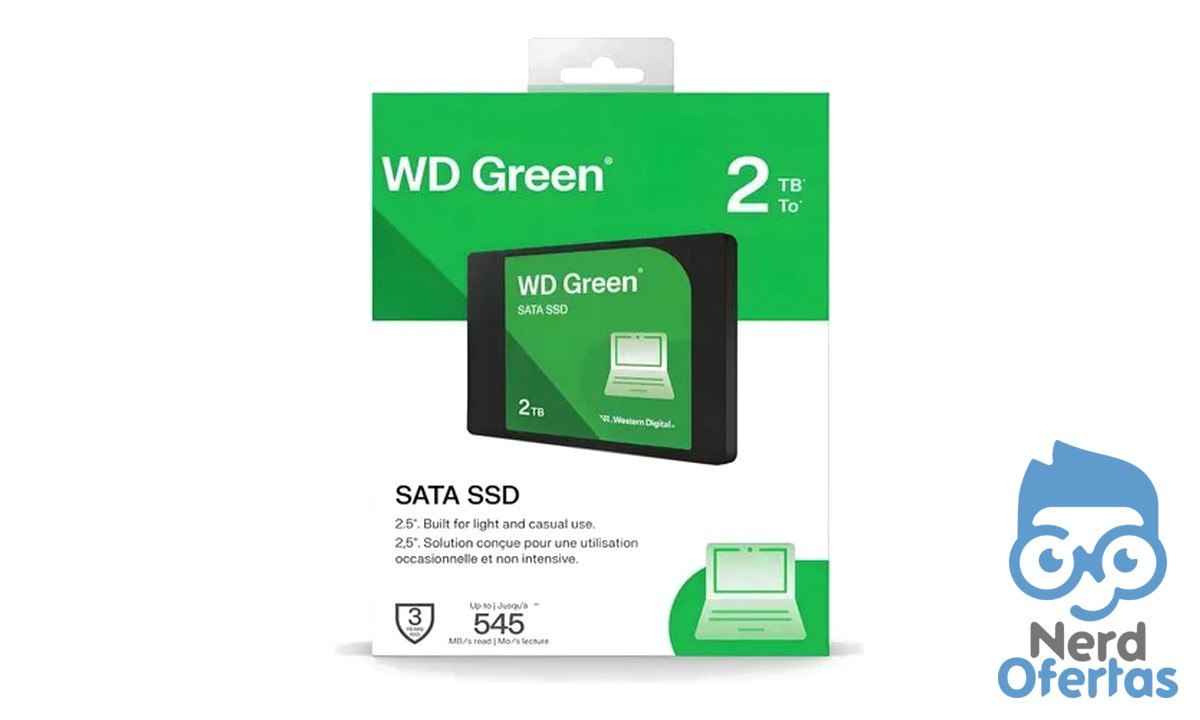 WD Green®
2 TB*
To*
WD Green®
SATA SSD
2TB
Western Digital®
SATA SSD
2.5". Built for light and casual use.
2,5". Solution conçue pour une utilisation
occasionnelle et non intensive.
3
YEARS
ANS
Up to | Jusqu'à
545
MB/s read | Mo/s lecture
Nerd
Ofertas